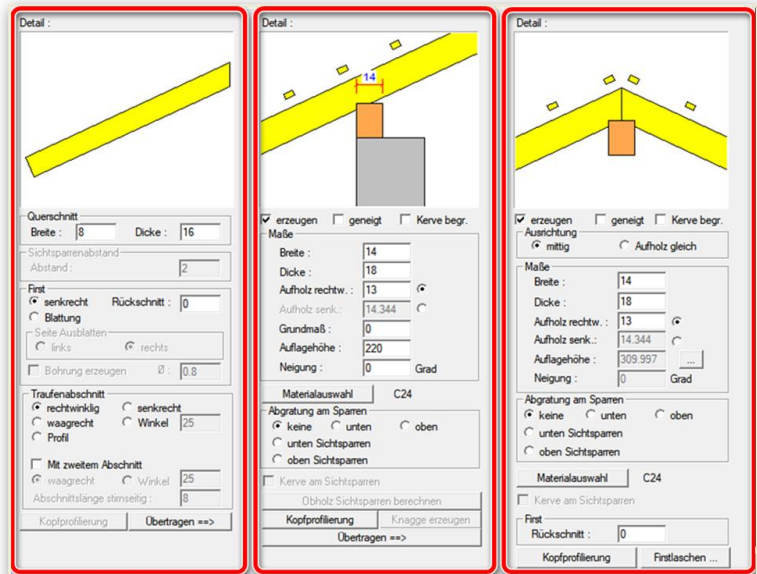 Detail :
Querschnitt
Breite : 8 Dicke : 16
Sichtsparrenabstand
Abstand : 2
First
senkrecht Rückschnitt : 0
Blattung
Seite Ausblatten
links rechts
Bohrung erzeugen Ø : 0.8
Traufenabschnitt
rechtwinklig senkrecht
waagrecht Winkel 25
Profil
Mit zweitem Abschnitt
waagrecht Winkel 25
Abschnittslänge stirnseitig : 8
Kopfprofilierung Übertragen ==>
Detail :
14
erzeugen geneigt Kerve begr.
Maße
Breite : 14
Dicke : 18
Aufholz rechtw. : 13
Aufholz senk.: 14.344
Grundmaß : 0
Auflagehöhe : 220
Neigung : 0 Grad
Materialauswahl C24
Abgratung am Sparren
keine unten oben
unten Sichtsparren
oben Sichtsparren
Kerve am Sichtsparren
Obholz Sichtsparren berechnen
Kopfprofilierung Knagge erzeugen
Übertragen ==>
Detail :
erzeugen geneigt Kerve begr.
Ausrichtung
mittig Aufholz gleich
Maße
Breite : 14
Dicke : 18
Aufholz rechtw. : 13
Aufholz senk.: 14.344
Auflagehöhe : 309.997 ...
Neigung : 0 Grad
Abgratung am Sparren
keine unten oben
unten Sichtsparren
oben Sichtsparren
Materialauswahl C24
Kerve am Sichtsparren
First
Rückschnitt : 0
Kopfprofilierung Firstlaschen ...